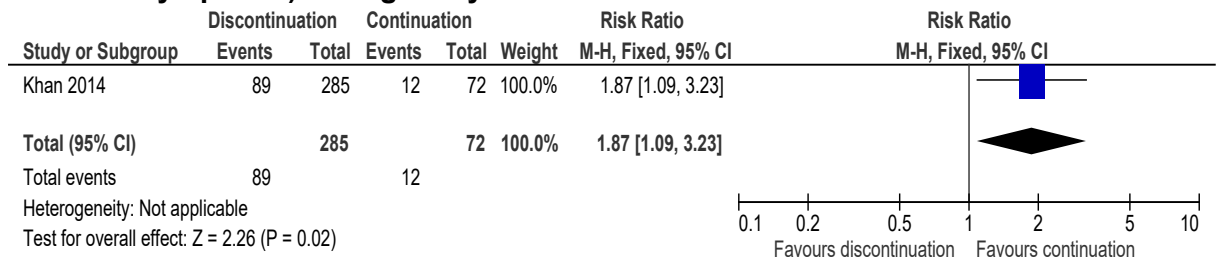 Discontinuation Continuation Risk Ratio Risk Ratio
Study or Subgroup Events Total Events Total Weight M-H, Fixed, 95% CI M-H, Fixed, 95% CI
Khan 2014 89 285 12 72 100.0% 1.87 [1.09, 3.23]
Total (95% CI) 285 72 100.0% 1.87 [1.09, 3.23]
Total events 89 12
Heterogeneity: Not applicable
Test for overall effect: Z = 2.26 (P = 0.02)
0.1 0.2 0.5 1 2 5 10
Favours discontinuation Favours continuation